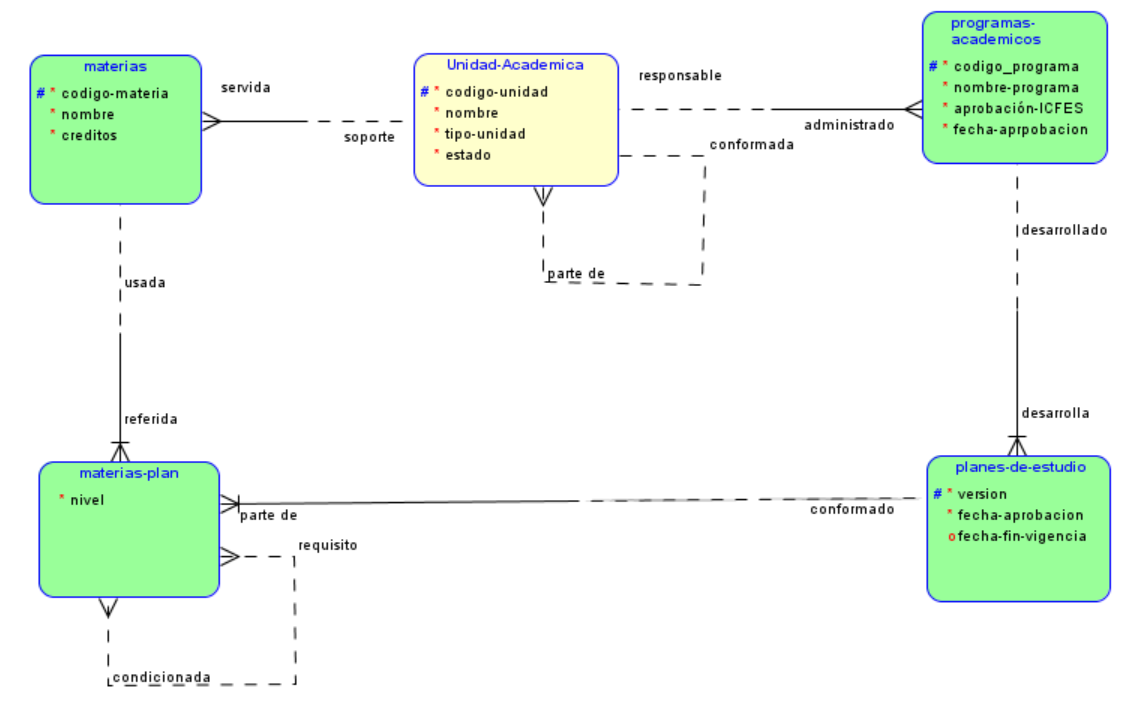 materias
# * codigo-materia
* nombre
* creditos
servida
soporte
Unidad-Academica
# * codigo-unidad
* nombre
* tipo-unidad
* estado
responsable
administrado
conformada
parte de
programas-
academicos
# * codigo_programa
* nombre-programa
* aprobación-ICFES
* fecha-aprpobacion
usada
referida
desarrollado
desarrolla
materias-plan
* nivel
parte de
conformado
requisito
condicionada
planes-de-estudio
# * version
* fecha-aprobacion
o fecha-fin-vigencia